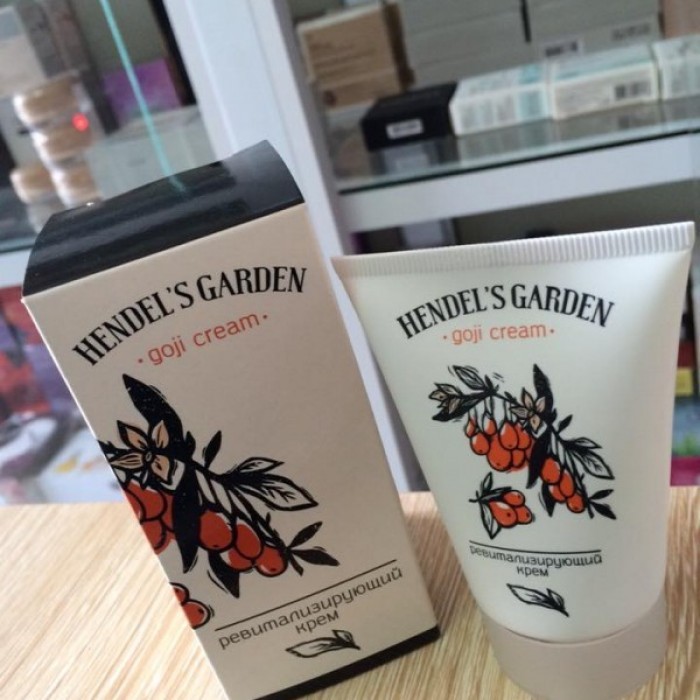 HENDEL'S GARDEN
• goji cream •
ревитализирующий
крем
HENDEL'S GARDEN
• goji cream •
ревитализирующий
крем